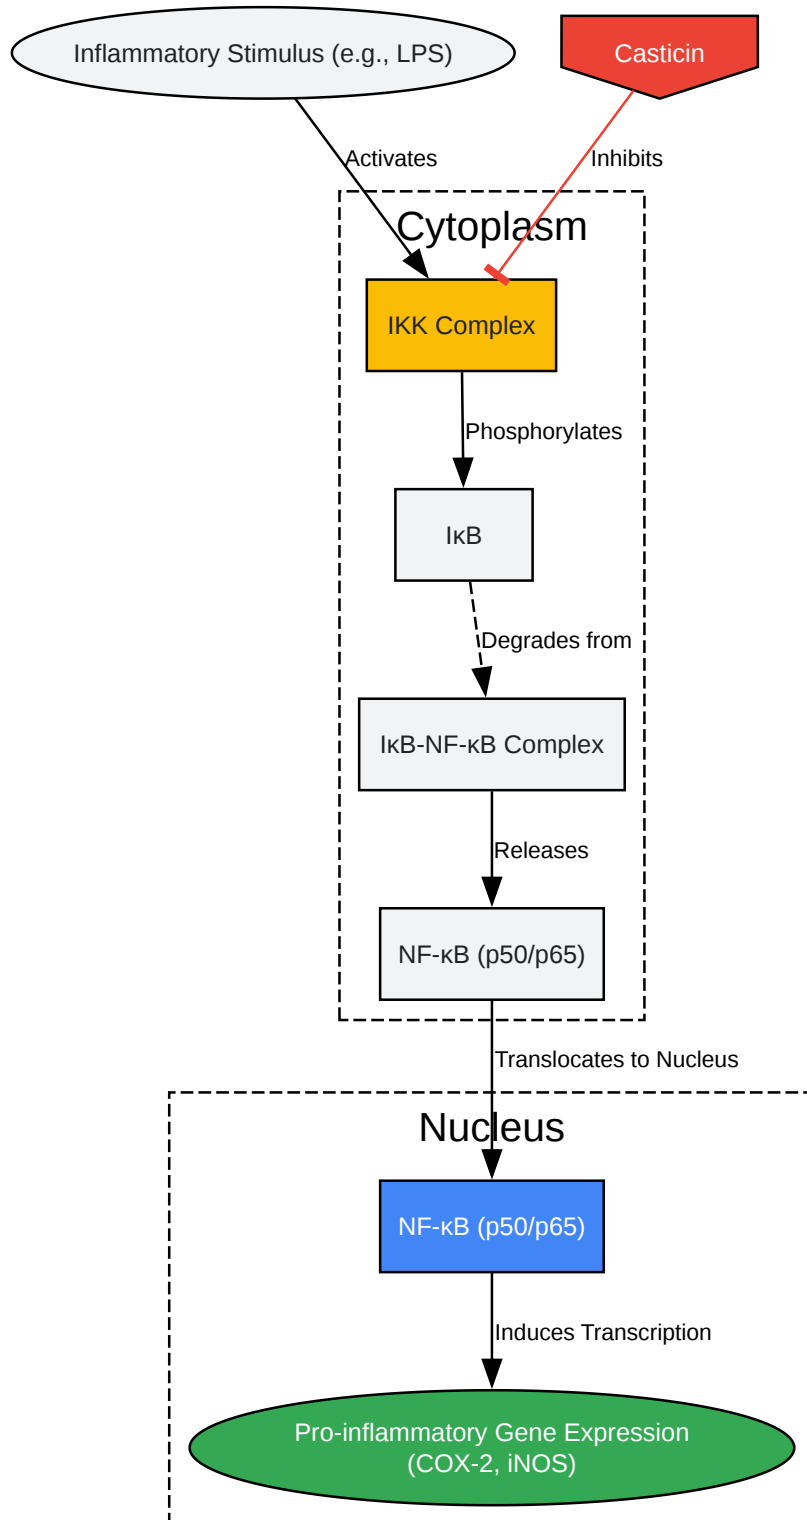 Inflammatory Stimulus (e.g., LPS)
Casticin
Activates
Inhibits
Cytoplasm
IKK Complex
Phosphorylates
IκB
Degrades from
IκB-NF-κB Complex
Releases
NF-κB (p50/p65)
Translocates to Nucleus
Nucleus
NF-κB (p50/p65)
Induces Transcription
Pro-inflammatory Gene Expression
(COX-2, iNOS)